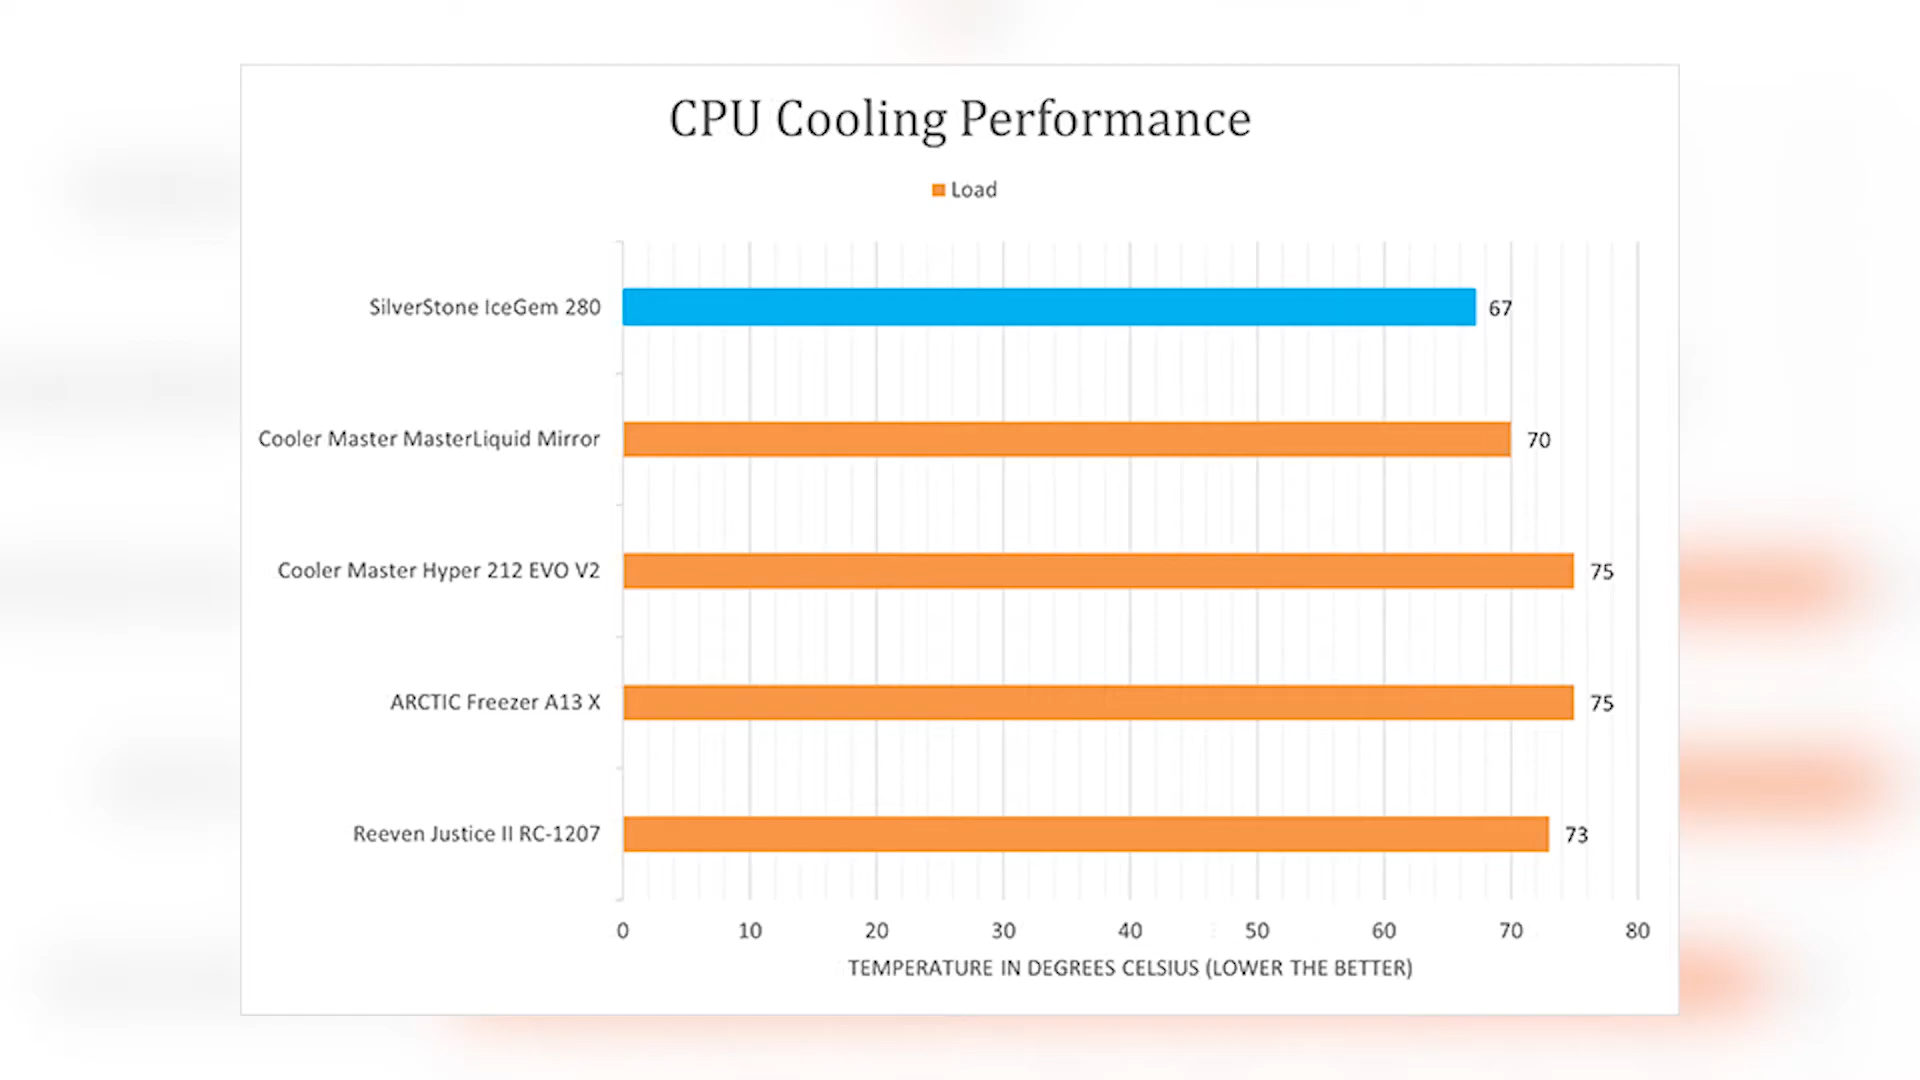 CPU Cooling Performance
Load
SilverStone IceGem 280
67
Cooler Master MasterLiquid Mirror
70
Cooler Master Hyper 212 EVO V2
75
ARCTIC Freezer A13 X
75
Reeven Justice II RC-1207
73
0 10 20 30 40 50 60 70 80
TEMPERATURE IN DEGREES CELSIUS (LOWER THE BETTER)